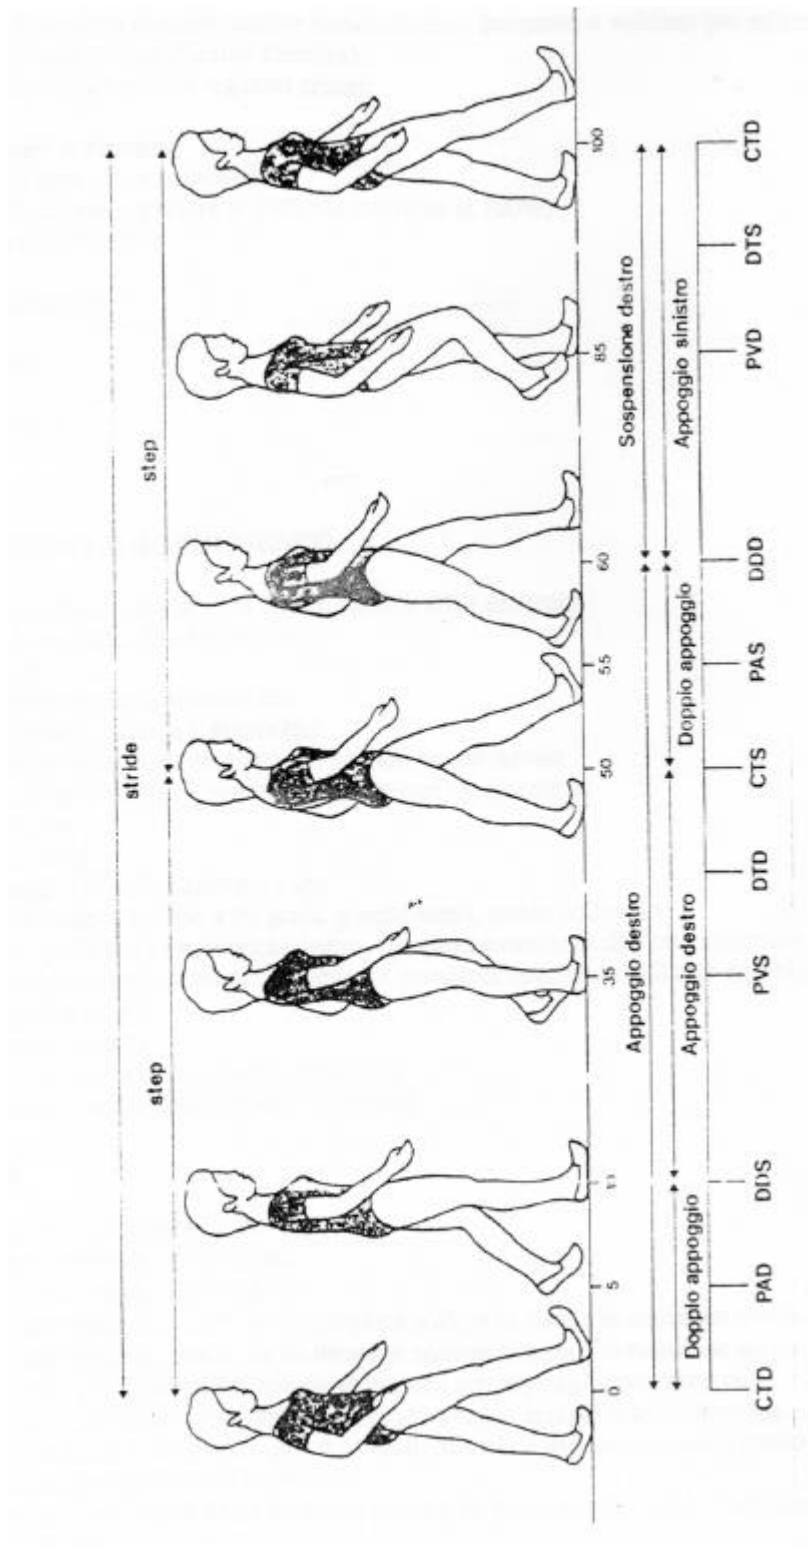 stride
step step
0 5 35 50 55 60 85 100
Appoggio destro Sospensione destro
Doppio appoggio Appoggio destro Doppio appoggio Appoggio sinistro
CTD PAD DDS PVS DTD CTS PAS DDD PVD DTS CTD